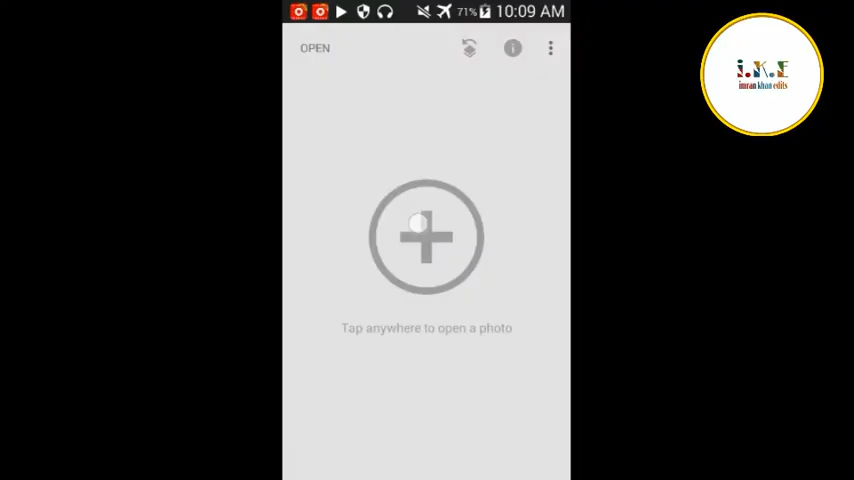 71% 10:09 AM
OPEN
Tap anywhere to open a photo
i.K.E
imran khan edits